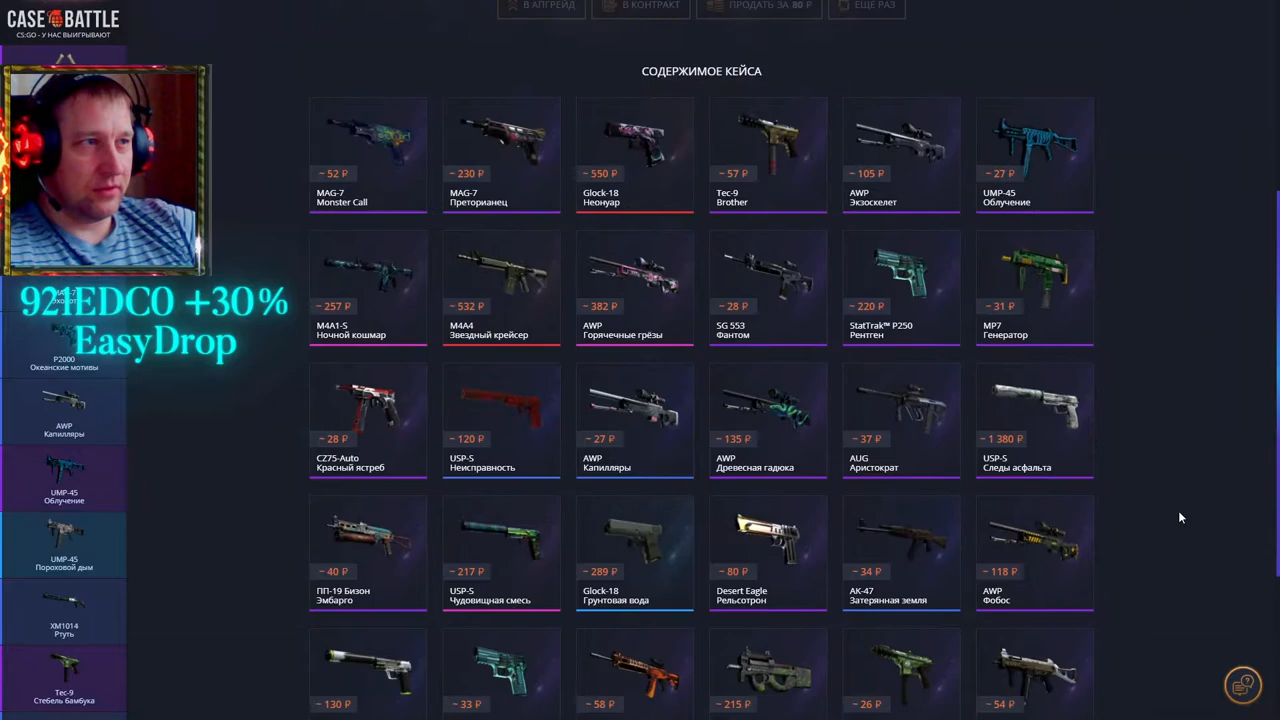 CASE BATTLE
CS:GO - У НАС ВЫИГРЫВАЮТ
В АПГРЕЙД
В КОНТРАКТ
ПРОДАТЬ ЗА 80 ₽
ЕЩЕ РАЗ
СОДЕРЖИМОЕ КЕЙСА
~ 52 ₽
MAG-7
Monster Call
~ 230 ₽
MAG-7
Преторианец
~ 550 ₽
Glock-18
Неонуар
~ 57 ₽
Tec-9
Brother
~ 105 ₽
AWP
Экзоскелет
~ 27 ₽
UMP-45
Облучение
921EDC0 +30%
EasyDrop
~ 257 ₽
M4A1-S
Ночной кошмар
~ 532 ₽
M4A4
Звездный крейсер
~ 382 ₽
AWP
Горячечные грёзы
~ 28 ₽
SG 553
Фантом
~ 220 ₽
StatTrak™ P250
Рентген
~ 31 ₽
MP7
Генератор
P2000
Океанские мотивы
AWP
Капилляры
UMP-45
Облучение
UMP-45
Пороховой дым
XM1014
Ртуть
Tec-9
Стебель бамбука
~ 28 ₽
CZ75-Auto
Красный ястреб
~ 120 ₽
USP-S
Неисправность
~ 27 ₽
AWP
Капилляры
~ 135 ₽
AWP
Древесная гадюка
~ 37 ₽
AUG
Аристократ
~ 1 380 ₽
USP-S
Следы асфальта
~ 40 ₽
ПП-19 Бизон
Эмбарго
~ 217 ₽
USP-S
Чудовищная смесь
~ 289 ₽
Glock-18
Грунтовая вода
~ 80 ₽
Desert Eagle
Рельсотрон
~ 34 ₽
AK-47
Затерянная земля
~ 118 ₽
AWP
Фобос
~ 130 ₽
~ 33 ₽
~ 58 ₽
~ 215 ₽
~ 26 ₽
~ 54 ₽